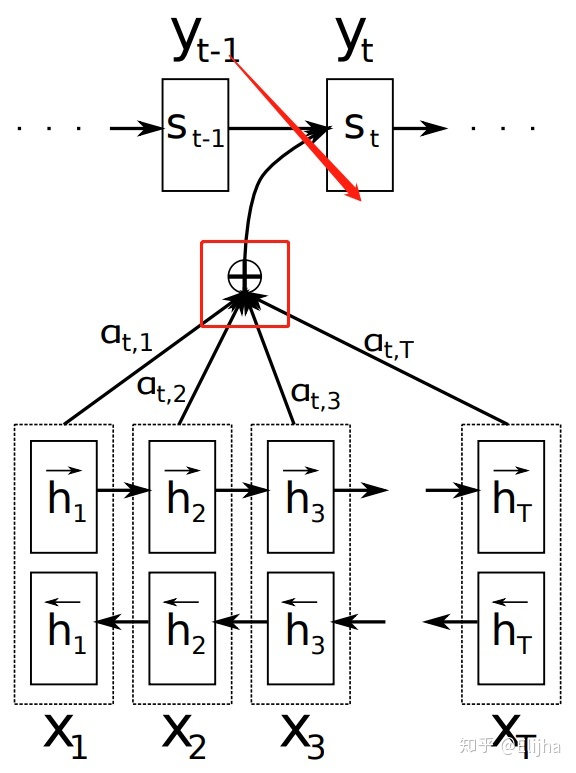 y_{t-1} y_t
. . . s_{t-1} s_t . . .
a_{t,1} a_{t,T}
a_{t,2} a_{t,3}
\overrightarrow{h}_1 \overrightarrow{h}_2 \overrightarrow{h}_3 \overrightarrow{h}_T
\overleftarrow{h}_1 \overleftarrow{h}_2 \overleftarrow{h}_3 \overleftarrow{h}_T
x_1 x_2 x_3 x_T
知乎 @Elijha